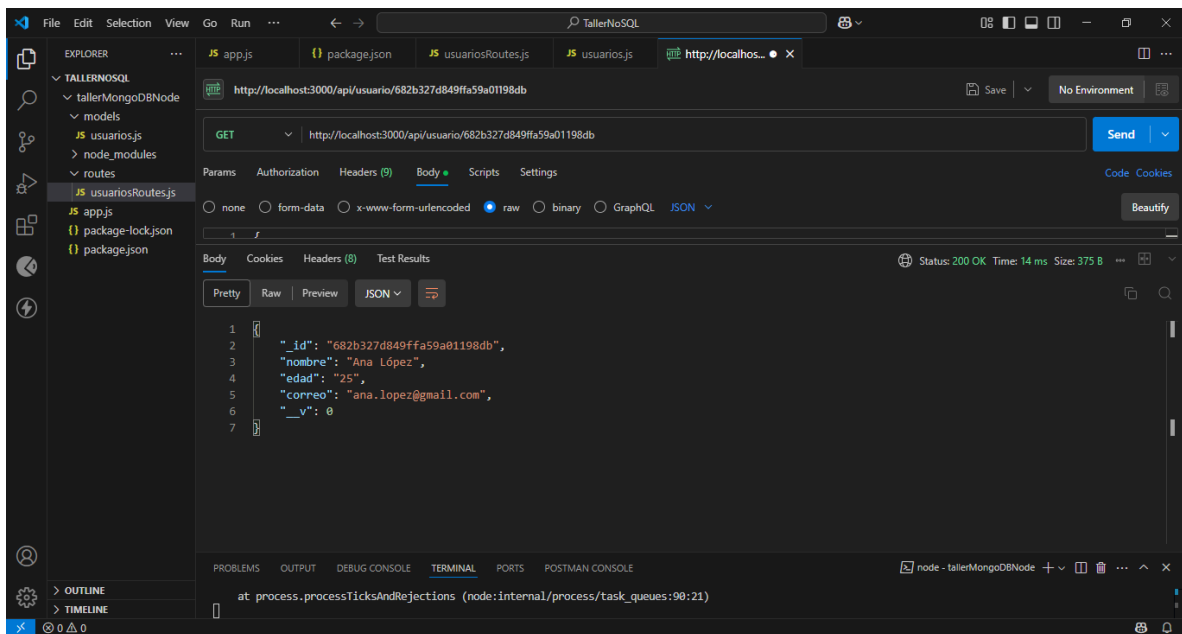 File Edit Selection View Go Run ··· TallerNoSQL
EXPLORER ···
TALLERNOSQL
tallerMongoDBNode
models
JS usuarios.js
node_modules
routes
JS usuariosRoutes.js
JS app.js
{} package-lock.json
{} package.json
OUTLINE
TIMELINE
JS app.js {} package.json JS usuariosRoutes.js JS usuarios.js HTTP http://localhos...
HTTP http://localhost:3000/api/usuario/682b327d849ffa59a01198db Save No Environment
GET http://localhost:3000/api/usuario/682b327d849ffa59a01198db Send
Params Authorization Headers (9) Body Scripts Settings Code Cookies
none form-data x-www-form-urlencoded raw binary GraphQL JSON Beautify
1 {
Body Cookies Headers (8) Test Results Status: 200 OK Time: 14 ms Size: 375 B
Pretty Raw Preview JSON
1 {
2 "_id": "682b327d849ffa59a01198db",
3 "nombre": "Ana López",
4 "edad": "25",
5 "correo": "ana.lopez@gmail.com",
6 "__v": 0
7 }
PROBLEMS OUTPUT DEBUG CONSOLE TERMINAL PORTS POSTMAN CONSOLE node - tallerMongoDBNode
at process.processTicksAndRejections (node:internal/process/task_queues:90:21)
0 0